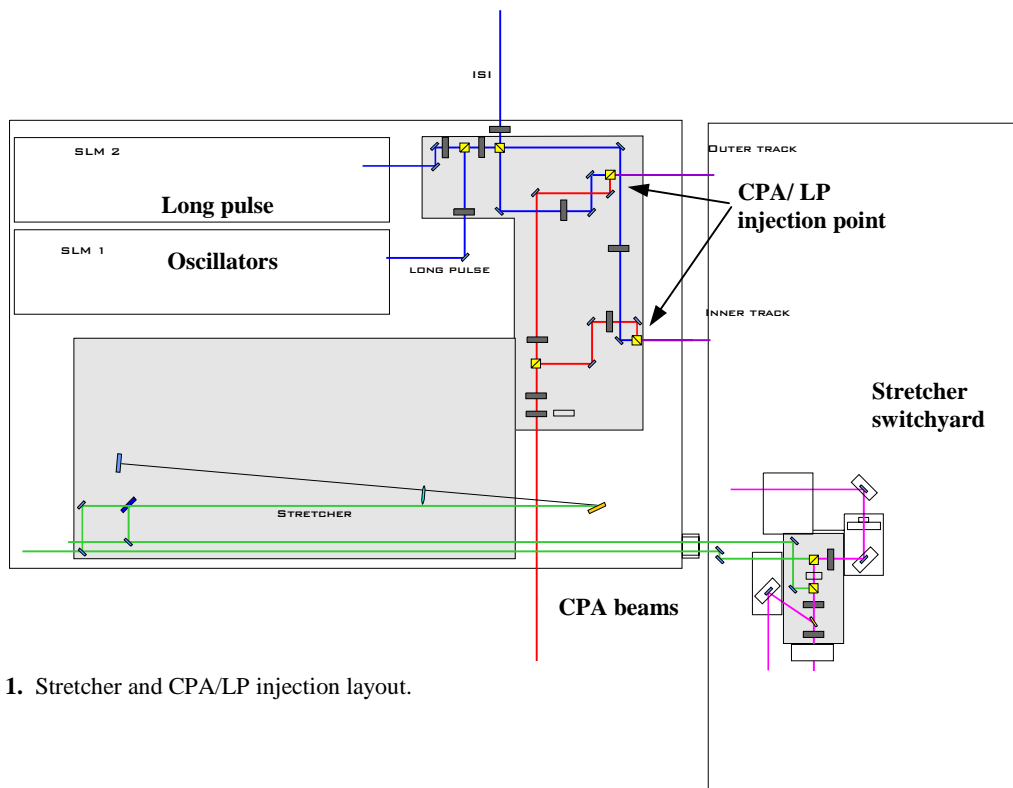 ISI
SLM 2
Long pulse
OUTER TRACK
CPA/ LP
injection point
SLM 1
Oscillators
LONG PULSE
INNER TRACK
Stretcher
switchyard
STRETCHER
CPA beams
1. Stretcher and CPA/LP injection layout.